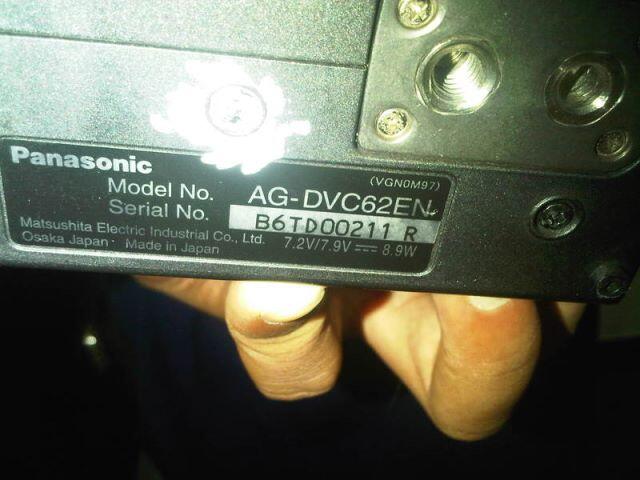 Panasonic
(VGN0M97)
Model No. AG-DVC62EN
Serial No. B6TD00211 R
Matsushita Electric Industrial Co., Ltd. 7.2V/7.9V ⎓ 8.9W
Osaka Japan Made in Japan